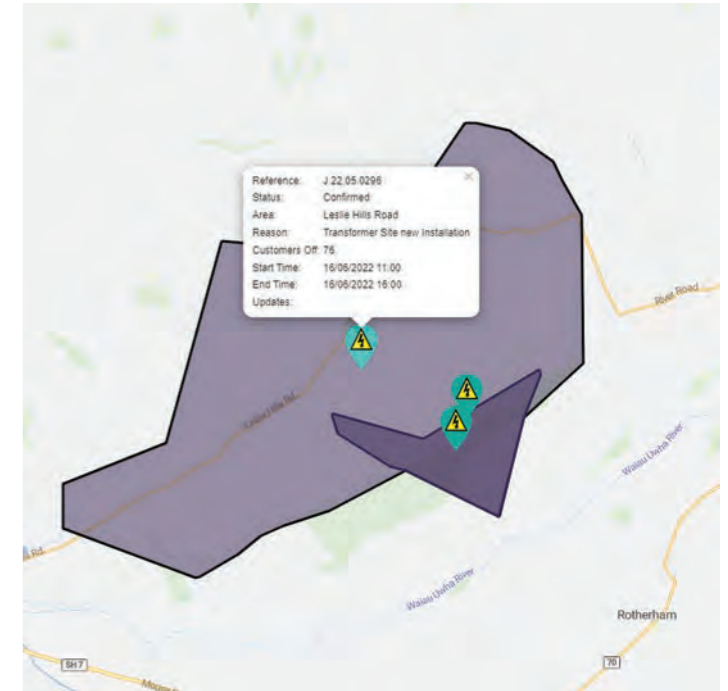 Reference: J.22.05.0296
Status: Confirmed
Area: Leslie Hills Road
Reason: Transformer Site new Installation
Customers Off: 76
Start Time: 16/06/2022 11:00
End Time: 16/06/2022 16:00
Updates:
River Road
Leslie Hills Rd
Waiau Uwha River
Rd
Waiau Uwha River
Rotherham
SH 7
70